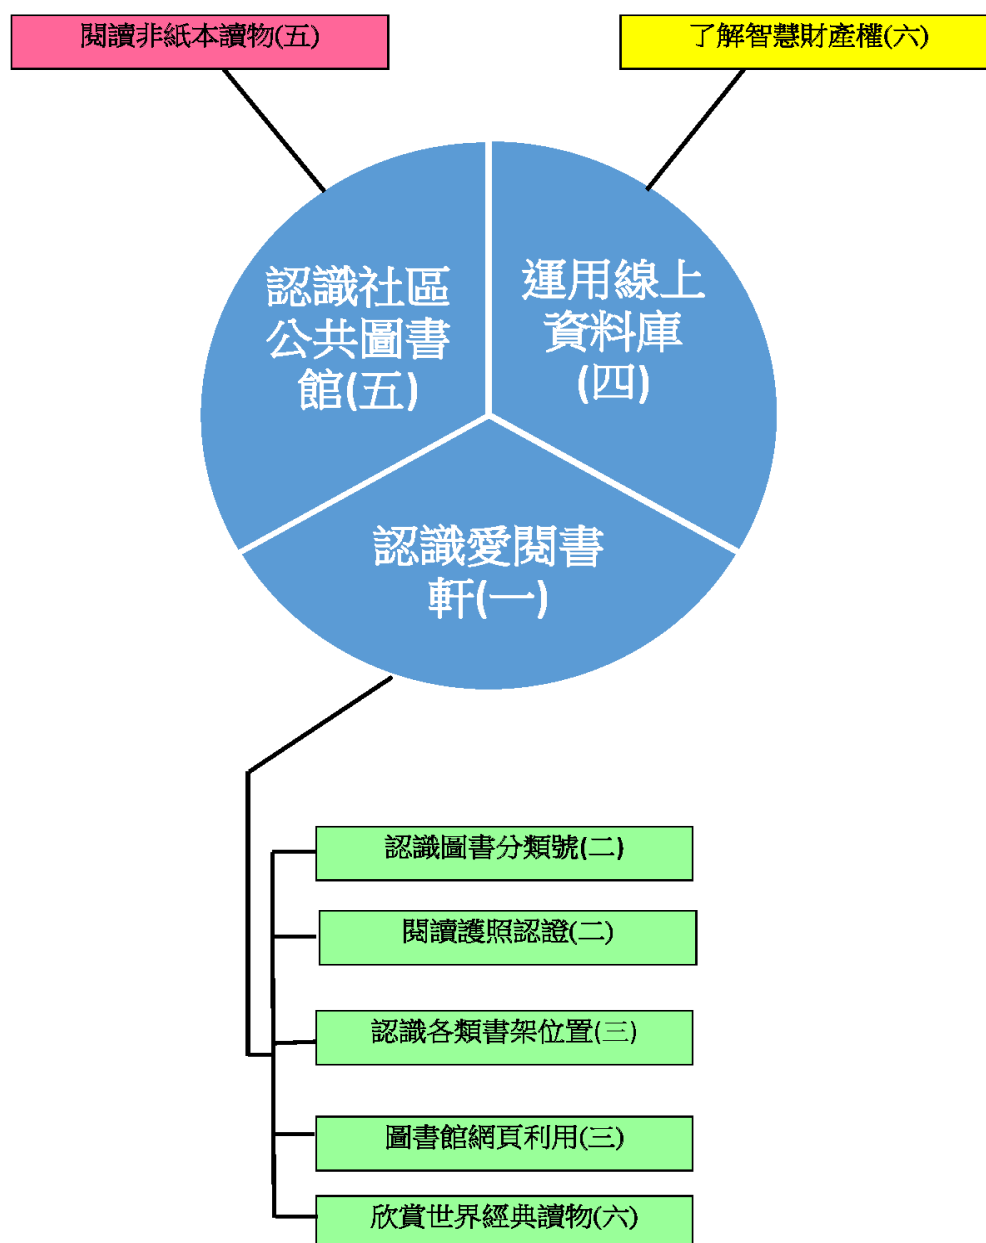 閱讀非紙本讀物(五)
了解智慧財產權(六)
認識社區
公共圖書
館(五)
運用線上
資料庫
(四)
認識愛閱書
軒(一)
認識圖書分類號(二)
閱讀護照認證(二)
認識各類書架位置(三)
圖書館網頁利用(三)
欣賞世界經典讀物(六)